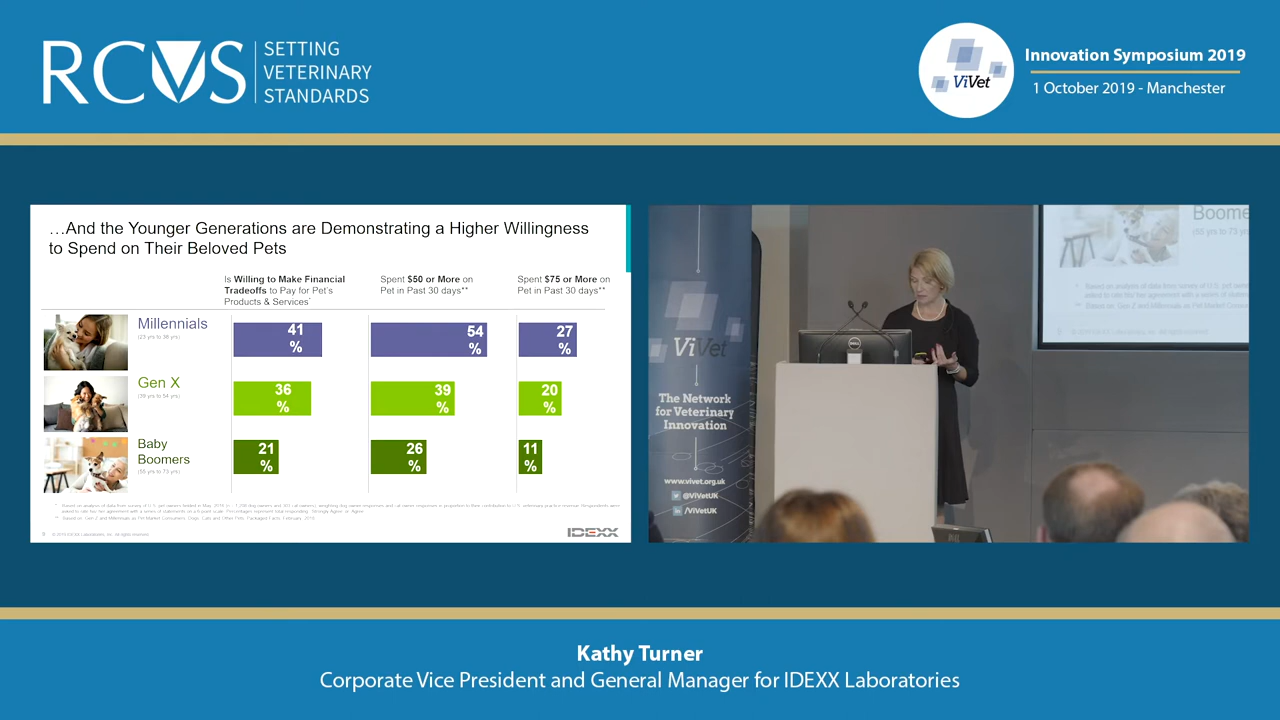 RCVS
SETTING
VETERINARY
STANDARDS
ViVet
Innovation Symposium 2019
1 October 2019 - Manchester
…And the Younger Generations are Demonstrating a Higher Willingness
to Spend on Their Beloved Pets
Is Willing to Make Financial
Tradeoffs to Pay for Pet's
Products & Services*
Spent $50 or More on
Pet in Past 30 days**
Spent $75 or More on
Pet in Past 30 days**
Millennials
(23 yrs to 38 yrs)
41
%
54
%
27
%
Gen X
(39 yrs to 54 yrs)
36
%
39
%
20
%
Baby
Boomers
(55 yrs to 73 yrs)
21
%
26
%
11
%
IDEXX
ViVet
The Network
for Veterinary
Innovation
www.vivet.org.uk
@ViVetUK
/ViVetUK
DELL
Boome
(55 yrs to 73 yrs)
Kathy Turner
Corporate Vice President and General Manager for IDEXX Laboratories